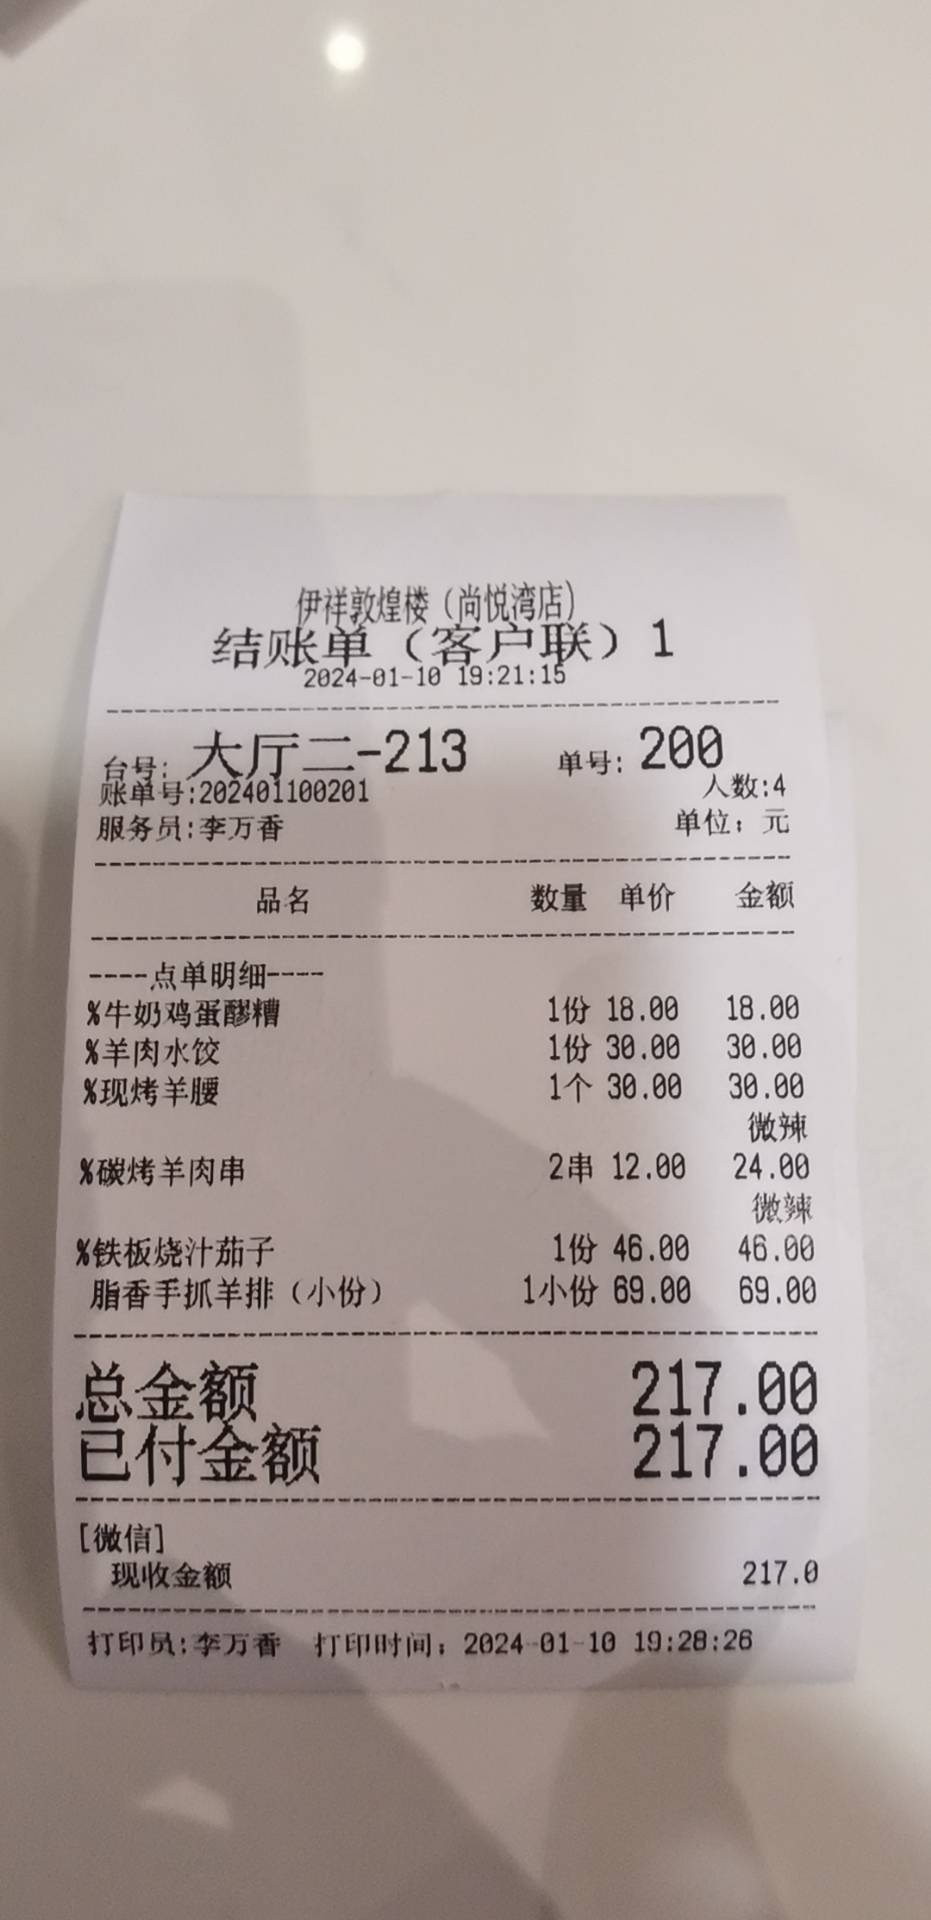 伊祥敦煌楼（尚悦湾店）
结账单（客户联）1
2024-01-10 19:21:15
台号: 大厅二-213 单号: 200
账单号:202401100201 人数:4
服务员:李万香 单位：元
品名 数量 单价 金额
----点单明细----
%牛奶鸡蛋醪糟 1份 18.00 18.00
%羊肉水饺 1份 30.00 30.00
%现烤羊腰 1个 30.00 30.00
微辣
%碳烤羊肉串 2串 12.00 24.00
微辣
%铁板烧汁茄子 1份 46.00 46.00
脂香手抓羊排（小份） 1小份 69.00 69.00
总金额 217.00
已付金额 217.00
[微信]
现收金额 217.0
打印员:李万香 打印时间：2024-01-10 19:28:26